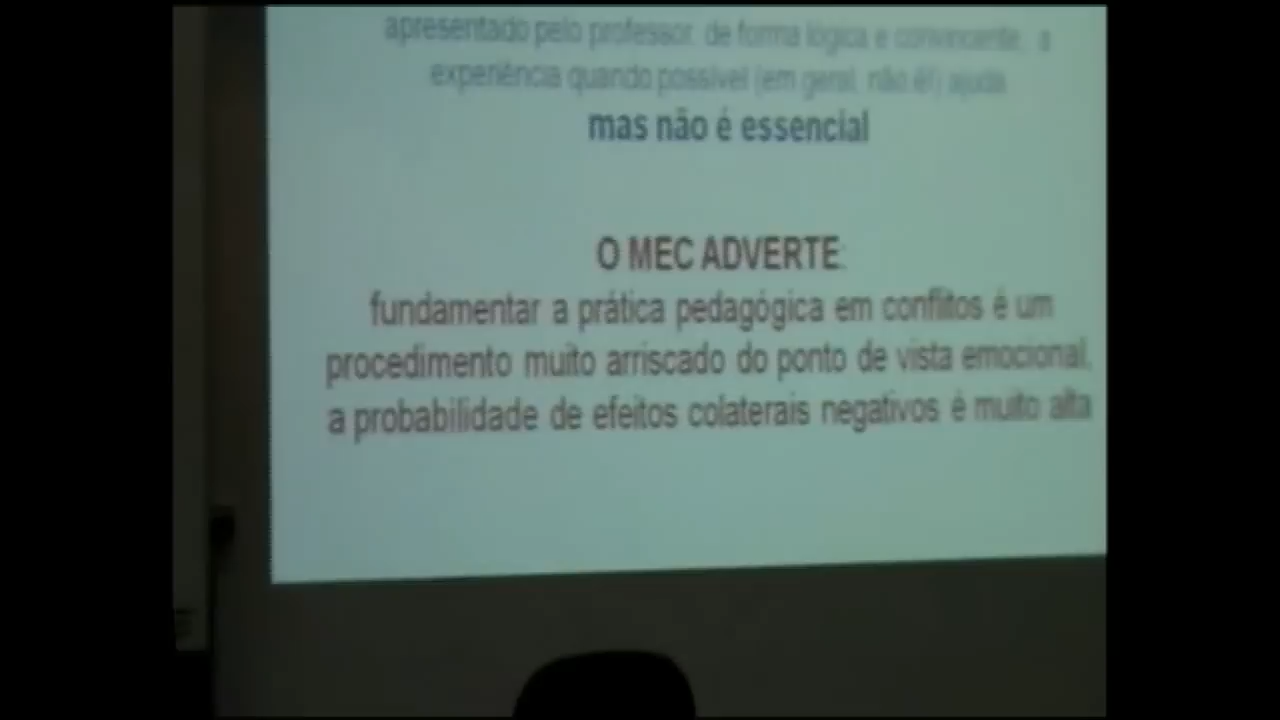 apresentado pelo professor de forma lógica e convincente, a
experiência quando possível (em geral, não é!) ajuda
mas não é essencial
O MEC ADVERTE:
fundamentar a prática pedagógica em conflitos é um
procedimento muito arriscado do ponto de vista emocional,
a probabilidade de efeitos colaterais negativos é muito alta